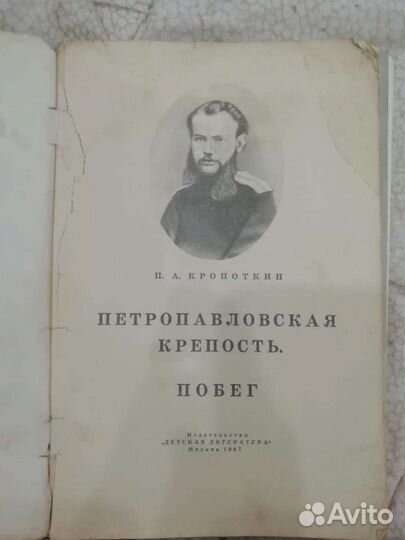 П. А. КРОПОТКИН
ПЕТРОПАВЛОВСКАЯ
КРЕПОСТЬ.
ПОБЕГ
Издательство
„ДЕТСКАЯ ЛИТЕРАТУРА“
Москва 1967
Avito